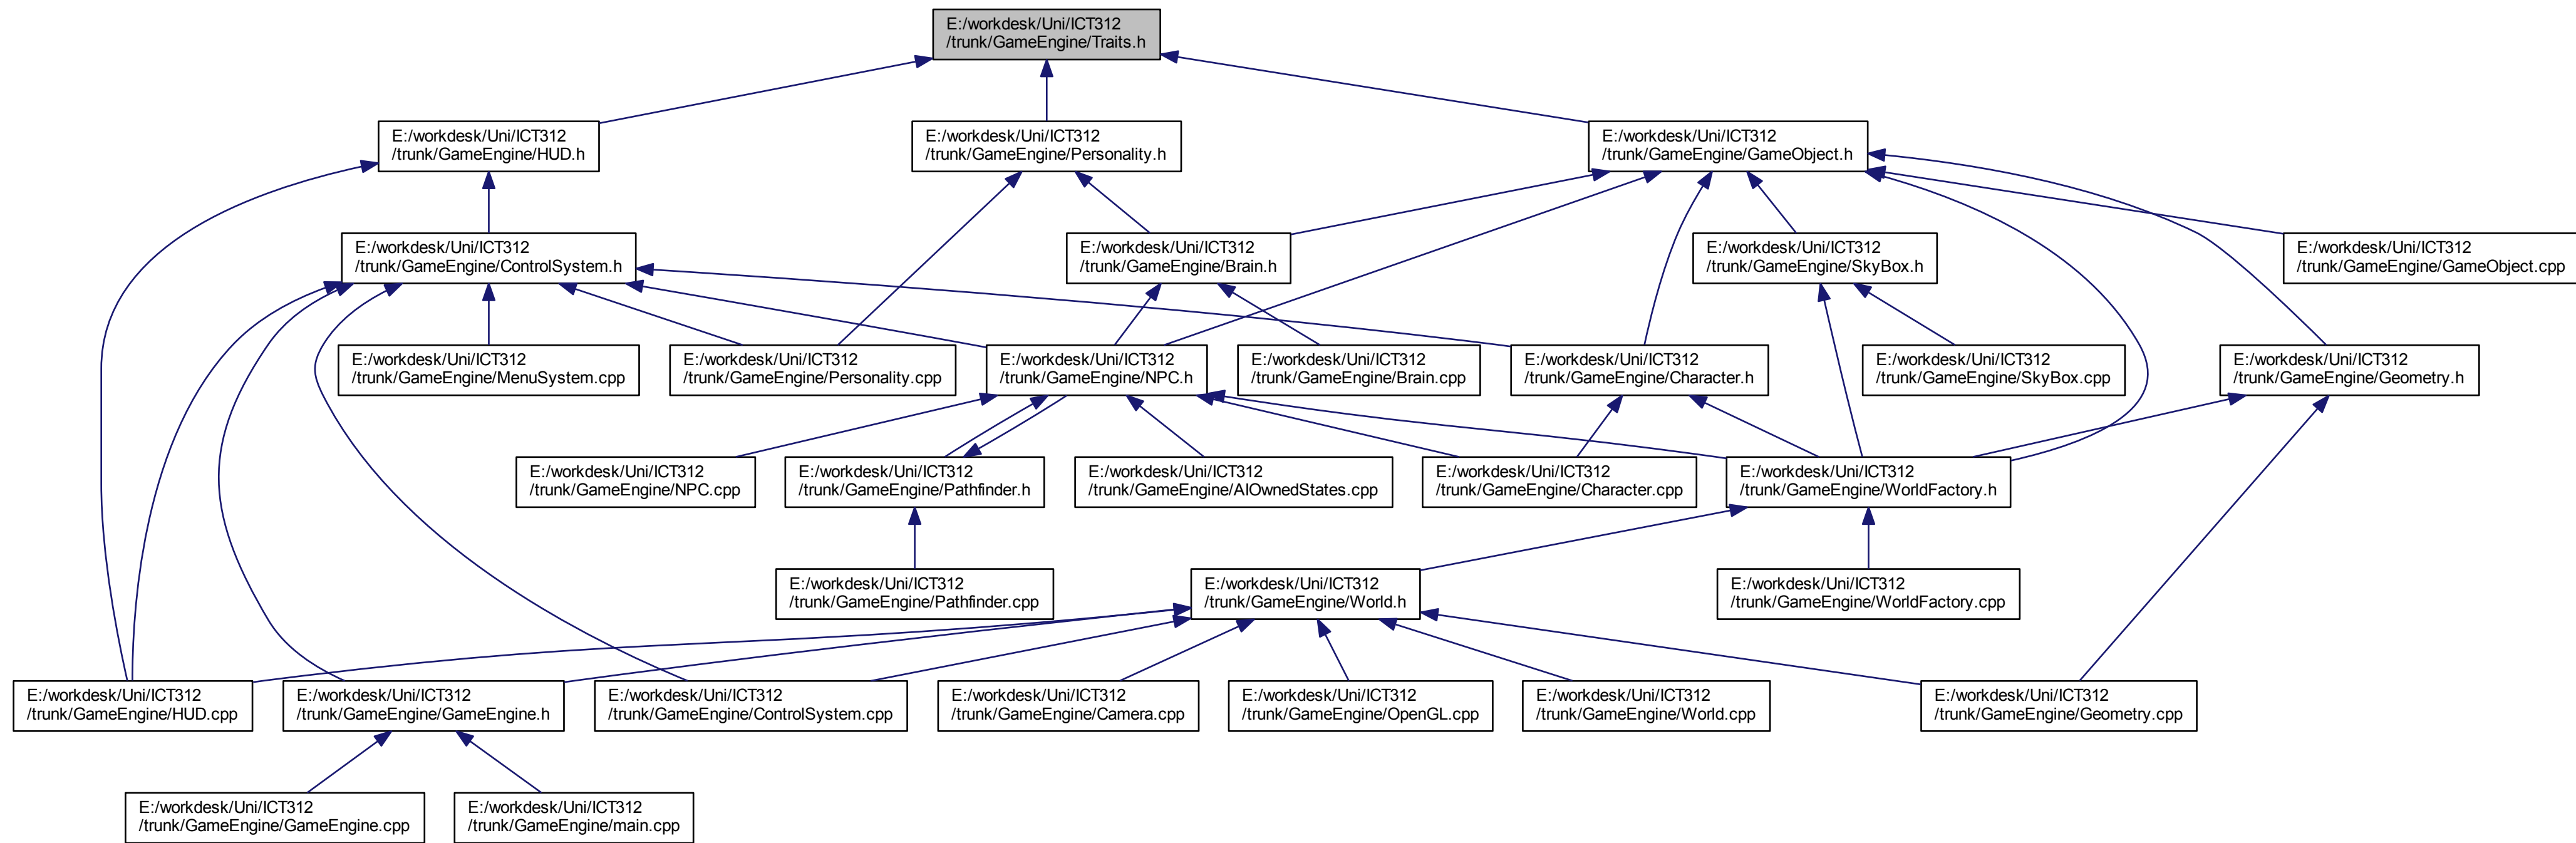 E:/workdesk/Uni/ICT312
/trunk/GameEngine/Traits.h
E:/workdesk/Uni/ICT312
/trunk/GameEngine/HUD.h
E:/workdesk/Uni/ICT312
/trunk/GameEngine/Personality.h
E:/workdesk/Uni/ICT312
/trunk/GameEngine/GameObject.h
E:/workdesk/Uni/ICT312
/trunk/GameEngine/ControlSystem.h
E:/workdesk/Uni/ICT312
/trunk/GameEngine/Brain.h
E:/workdesk/Uni/ICT312
/trunk/GameEngine/SkyBox.h
E:/workdesk/Uni/ICT312
/trunk/GameEngine/GameObject.cpp
E:/workdesk/Uni/ICT312
/trunk/GameEngine/MenuSystem.cpp
E:/workdesk/Uni/ICT312
/trunk/GameEngine/Personality.cpp
E:/workdesk/Uni/ICT312
/trunk/GameEngine/NPC.h
E:/workdesk/Uni/ICT312
/trunk/GameEngine/Brain.cpp
E:/workdesk/Uni/ICT312
/trunk/GameEngine/Character.h
E:/workdesk/Uni/ICT312
/trunk/GameEngine/SkyBox.cpp
E:/workdesk/Uni/ICT312
/trunk/GameEngine/Geometry.h
E:/workdesk/Uni/ICT312
/trunk/GameEngine/NPC.cpp
E:/workdesk/Uni/ICT312
/trunk/GameEngine/Pathfinder.h
E:/workdesk/Uni/ICT312
/trunk/GameEngine/AIOwnedStates.cpp
E:/workdesk/Uni/ICT312
/trunk/GameEngine/Character.cpp
E:/workdesk/Uni/ICT312
/trunk/GameEngine/WorldFactory.h
E:/workdesk/Uni/ICT312
/trunk/GameEngine/Pathfinder.cpp
E:/workdesk/Uni/ICT312
/trunk/GameEngine/World.h
E:/workdesk/Uni/ICT312
/trunk/GameEngine/WorldFactory.cpp
E:/workdesk/Uni/ICT312
/trunk/GameEngine/HUD.cpp
E:/workdesk/Uni/ICT312
/trunk/GameEngine/GameEngine.h
E:/workdesk/Uni/ICT312
/trunk/GameEngine/ControlSystem.cpp
E:/workdesk/Uni/ICT312
/trunk/GameEngine/Camera.cpp
E:/workdesk/Uni/ICT312
/trunk/GameEngine/OpenGL.cpp
E:/workdesk/Uni/ICT312
/trunk/GameEngine/World.cpp
E:/workdesk/Uni/ICT312
/trunk/GameEngine/Geometry.cpp
E:/workdesk/Uni/ICT312
/trunk/GameEngine/GameEngine.cpp
E:/workdesk/Uni/ICT312
/trunk/GameEngine/main.cpp